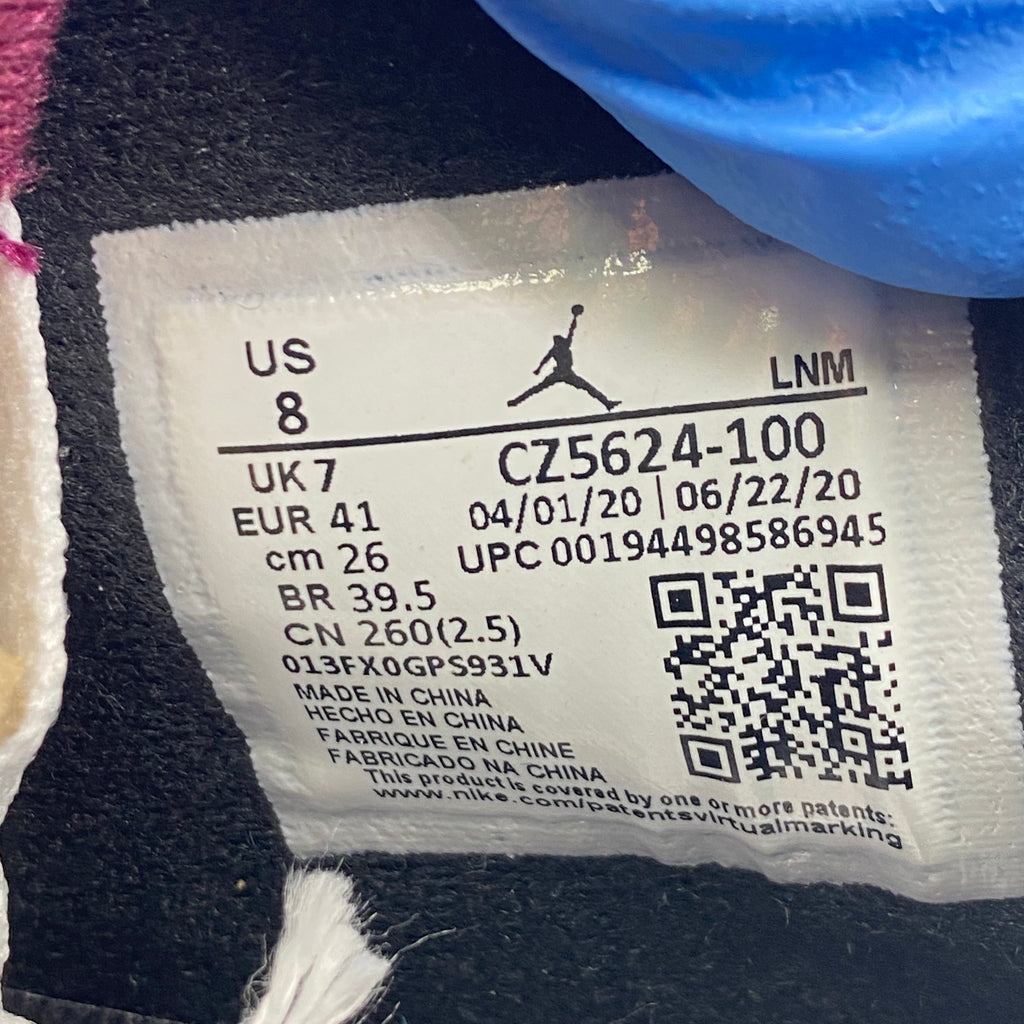 US
8
LNM
UK 7
CZ5624-100
EUR 41
04/01/20 | 06/22/20
cm 26
UPC 00194498586945
BR 39.5
CN 260(2.5)
013FX0GPS931V
MADE IN CHINA
HECHO EN CHINA
FABRIQUE EN CHINE
FABRICADO NA CHINA
This product is covered by one or more patents:
www.nike.com/patentsvirtualmarking